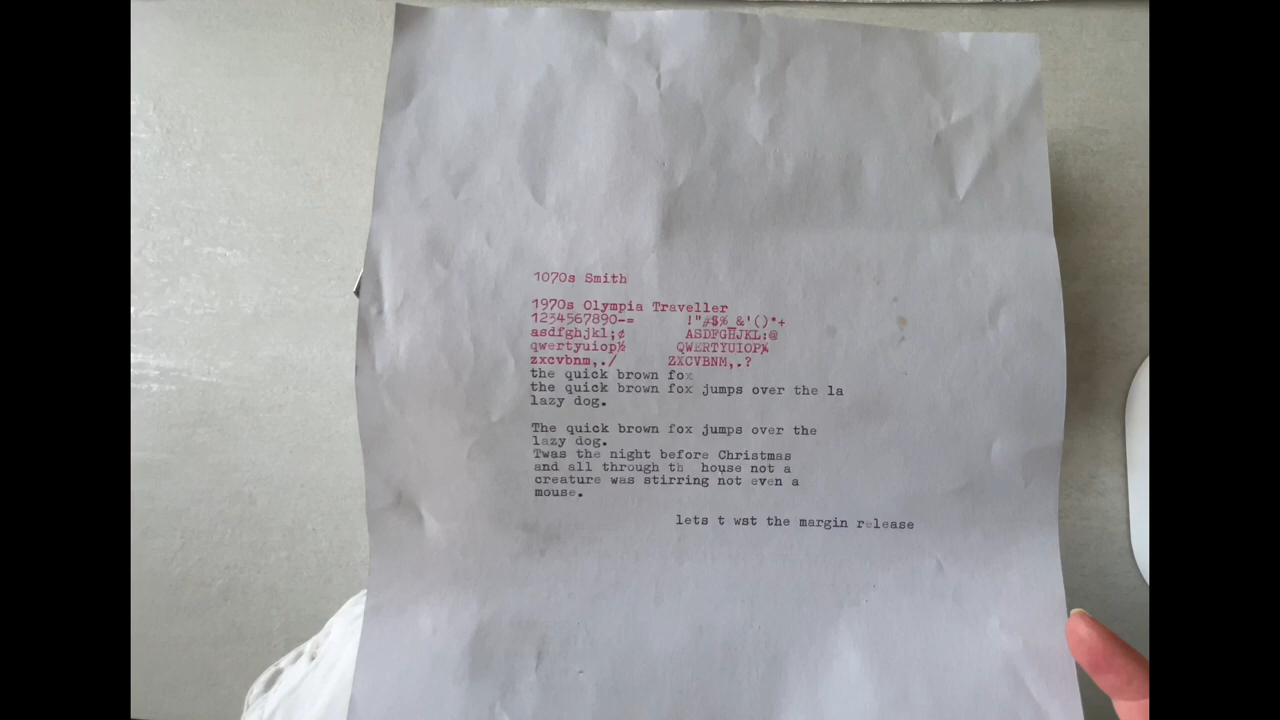 1070s Smith
1970s Olympia Traveller
1234567890-= !"#$%_&'()*+
asdfghjkl;¢ ASDFGHJKL:@
qwertyuiop½ QWERTYUIOP¼
zxcvbnm,./ ZXCVBNM,.?
the quick brown fox
the quick brown fox jumps over the la
lazy dog.
The quick brown fox jumps over the
lazy dog.
Twas the night before Christmas
and all through th house not a
creature was stirring not even a
mouse.
lets t wst the margin release